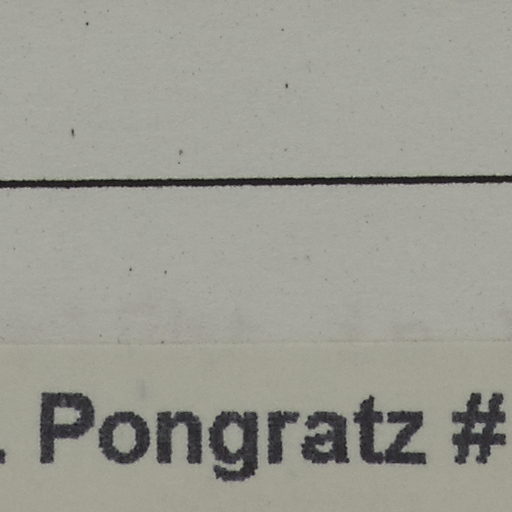 . Pongratz #